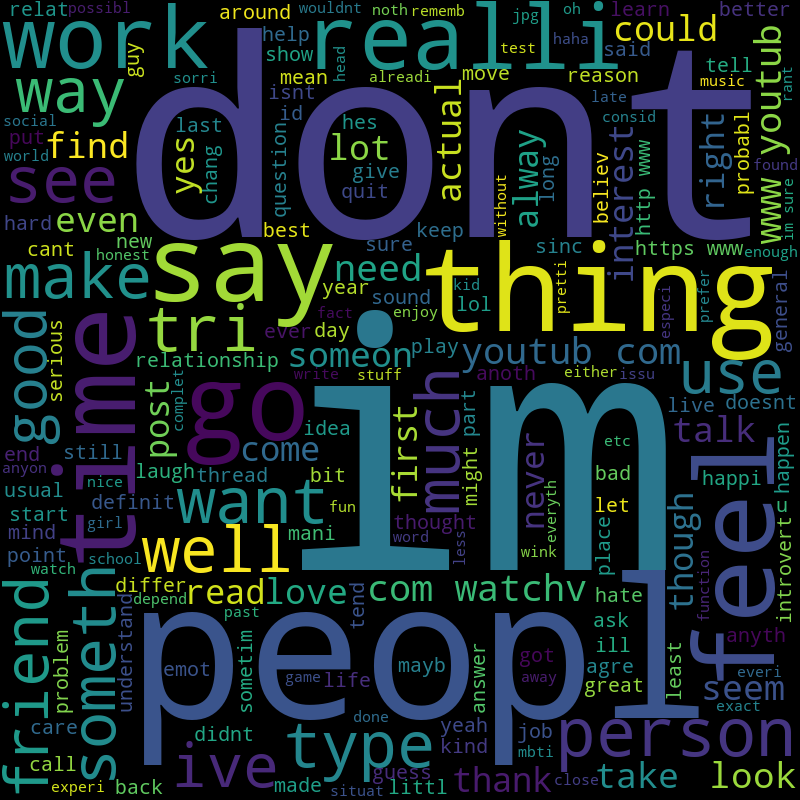 relat
possibl
around
wouldnt
noth
rememb
jpg
oh
learn
better
work
realli
dont
could
help
test
haha
said
guy
show
sorri
mean
head
alreadi
move
reason
tell
music
rant
way
isnt
id
late
consid
youtub
www
social
put
last
hes
lot
actual
interest
right
probabl
found
world
find
yes
chang
question
give
quit
alway
long
believ
http www
im sure
see
hard
even
best
without
cant
new
honest
say
sure
keep
sinc
https www
enough
make
need
year
sound
lol
kid
pretti
thing
especi
prefer
general
good
serious
time
tri
ever
day
fact
enjoy
someon
play
youtub com
relationship
write
stuff
anoth
either
issu
use
live
doesnt
post
complet
go
im
much
part
first
idea
come
talk
etc
happen
end
still
anyon
nice
laugh
thread
bit
never
bad
happi
usual
definit
want
fun
might
everyth
let
u
start
girl
mani
thought
word
less
place
though
feel
mind
point
school
well
wink
watch
differ
read
love
com watchv
hate
function
introvert
friend
someth
depend
past
tend
ask
understand
peopl
ill
anyth
problem
emot
sometim
game
life
mayb
answer
got
away
agre
great
least
seem
everi
care
didnt
done
yeah
kind
job
mbti
exact
person
call
experi
back
ive
made
type
situat
guess
littl
thank
close
take
look